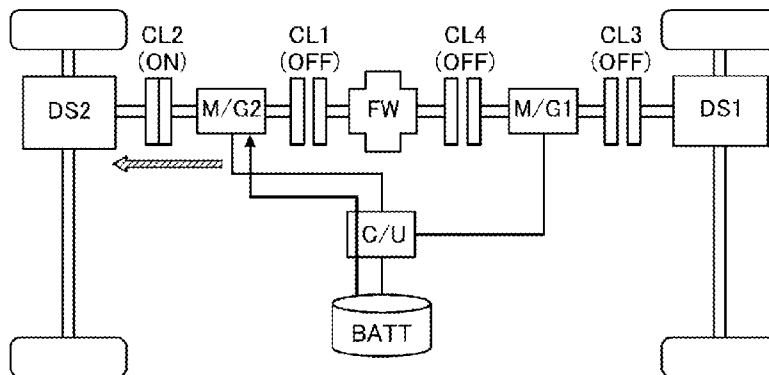 CL2
(ON)
CL1
(OFF)
CL4
(OFF)
CL3
(OFF)
DS2
M/G2
FW
M/G1
DS1
C/U
BATT